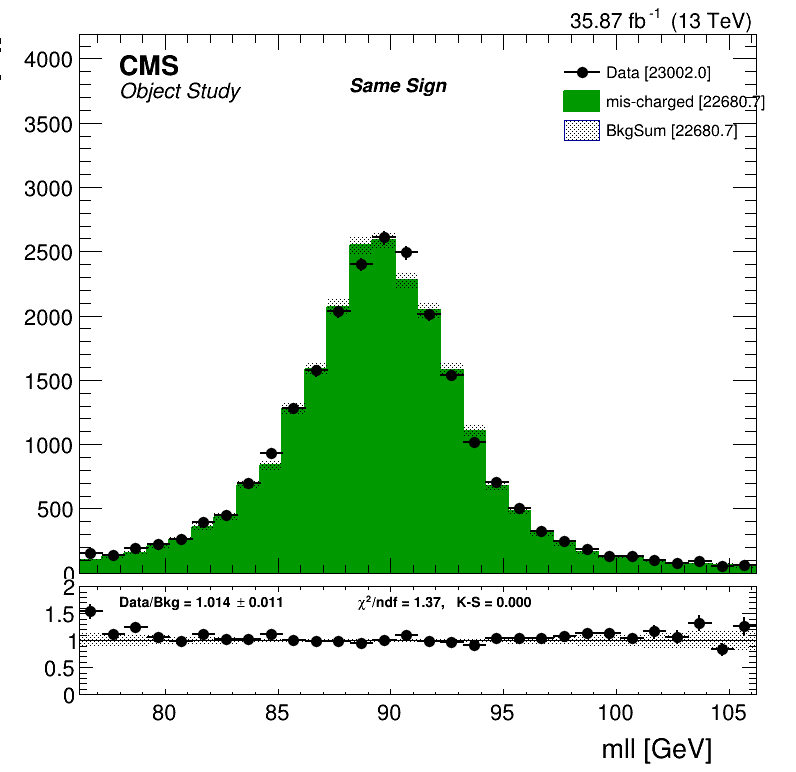 35.87 fb⁻¹ (13 TeV)
CMS
Object Study
Same Sign
Data [23002.0]
mis-charged [22680.7]
BkgSum [22680.7]
4000
3500
3000
2500
2000
1500
1000
500
0
Data/Bkg = 1.014 ± 0.011
χ²/ndf = 1.37, K-S = 0.000
2
1.5
1
0.5
0
80 85 90 95 100 105
mll [GeV]